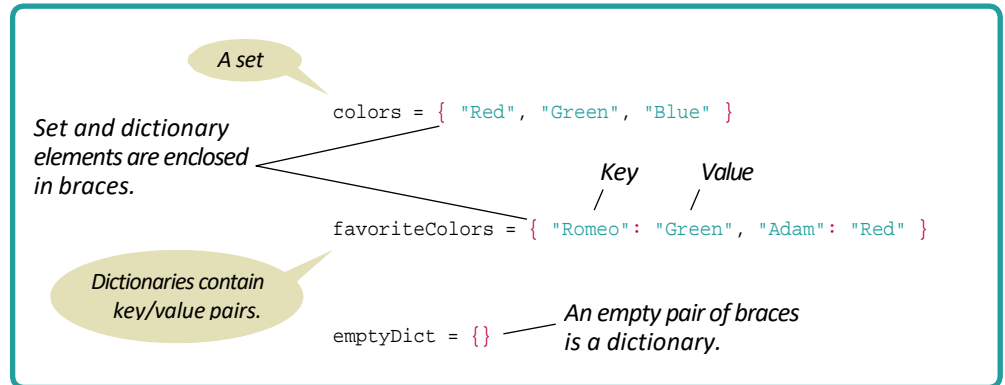 A set
colors = { "Red", "Green", "Blue" }
Set and dictionary
elements are enclosed
in braces.
Key Value
favoriteColors = { "Romeo": "Green", "Adam": "Red" }
Dictionaries contain
key/value pairs.
emptyDict = {}
An empty pair of braces
is a dictionary.